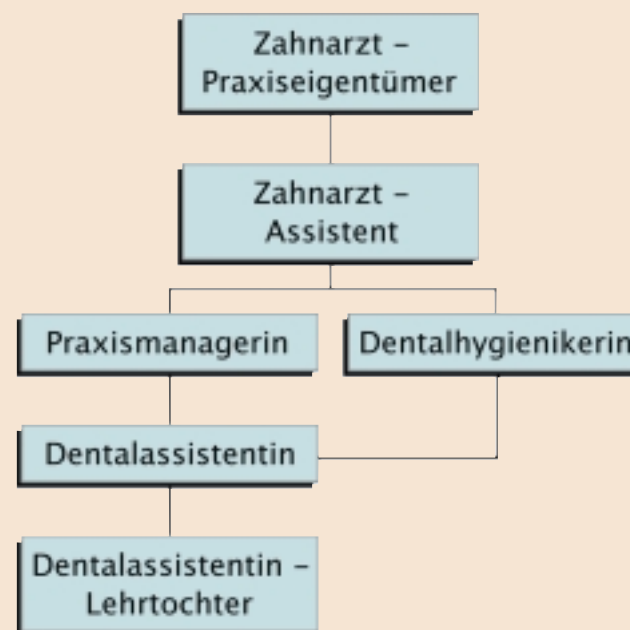 Zahnarzt –
Praxiseigentümer
Zahnarzt –
Assistent
Praxismanagerin
Dentalhygienikerin
Dentalassistentin
Dentalassistentin –
Lehrtochter